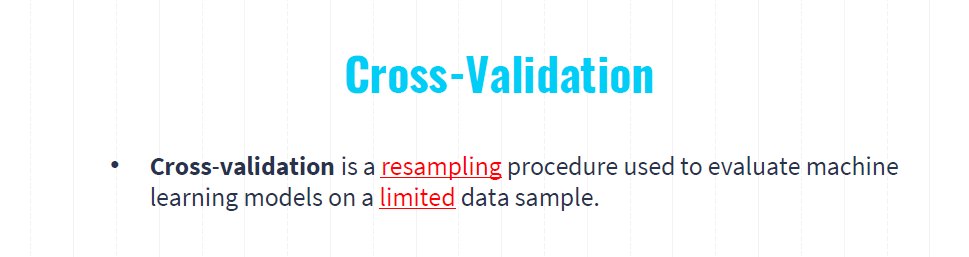 Cross-Validation
• Cross-validation is a resampling procedure used to evaluate machine
learning models on a limited data sample.